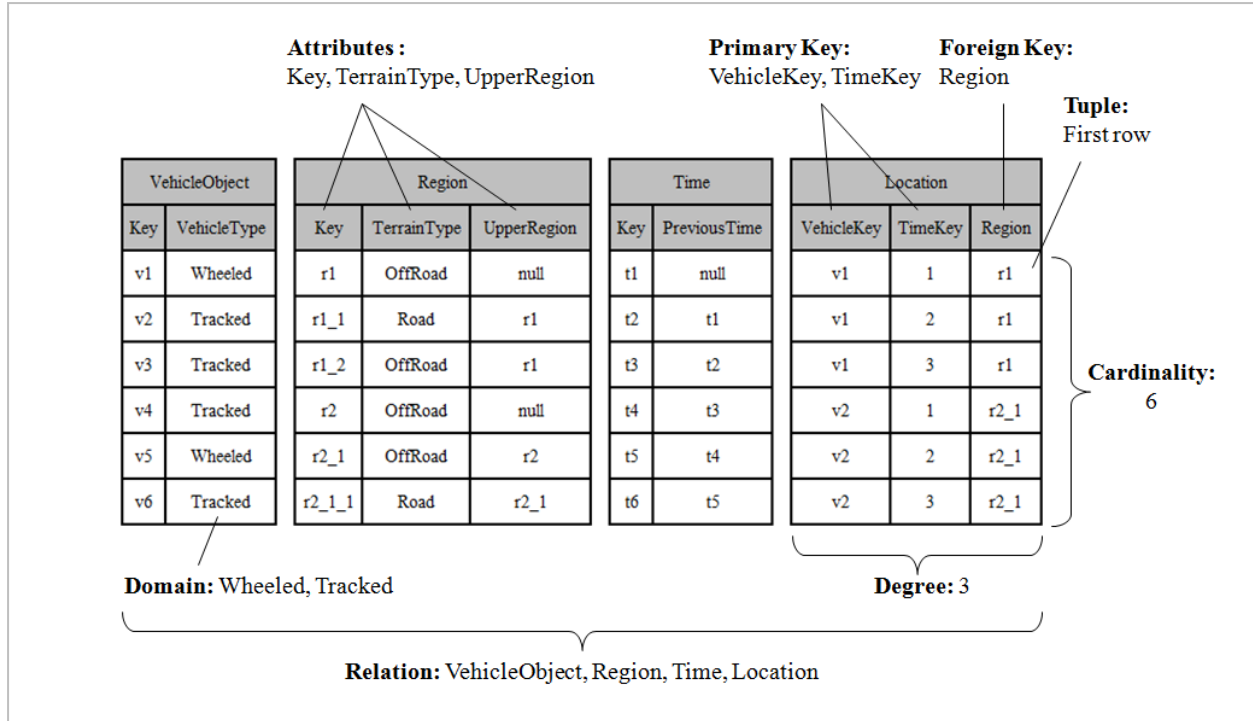 Attributes :
Key, TerrainType, UpperRegion
Primary Key:
VehicleKey, TimeKey
Foreign Key:
Region
Tuple:
First row
VehicleObject
Key VehicleType
v1 Wheeled
v2 Tracked
v3 Tracked
v4 Tracked
v5 Wheeled
v6 Tracked
Region
Key TerrainType UpperRegion
r1 OffRoad null
r1_1 Road r1
r1_2 OffRoad r1
r2 OffRoad null
r2_1 OffRoad r2
r2_1_1 Road r2_1
Time
Key PreviousTime
t1 null
t2 t1
t3 t2
t4 t3
t5 t4
t6 t5
Location
VehicleKey TimeKey Region
v1 1 r1
v1 2 r1
v1 3 r1
v2 1 r2_1
v2 2 r2_1
v2 3 r2_1
Cardinality:
6
Domain: Wheeled, Tracked
Degree: 3
Relation: VehicleObject, Region, Time, Location